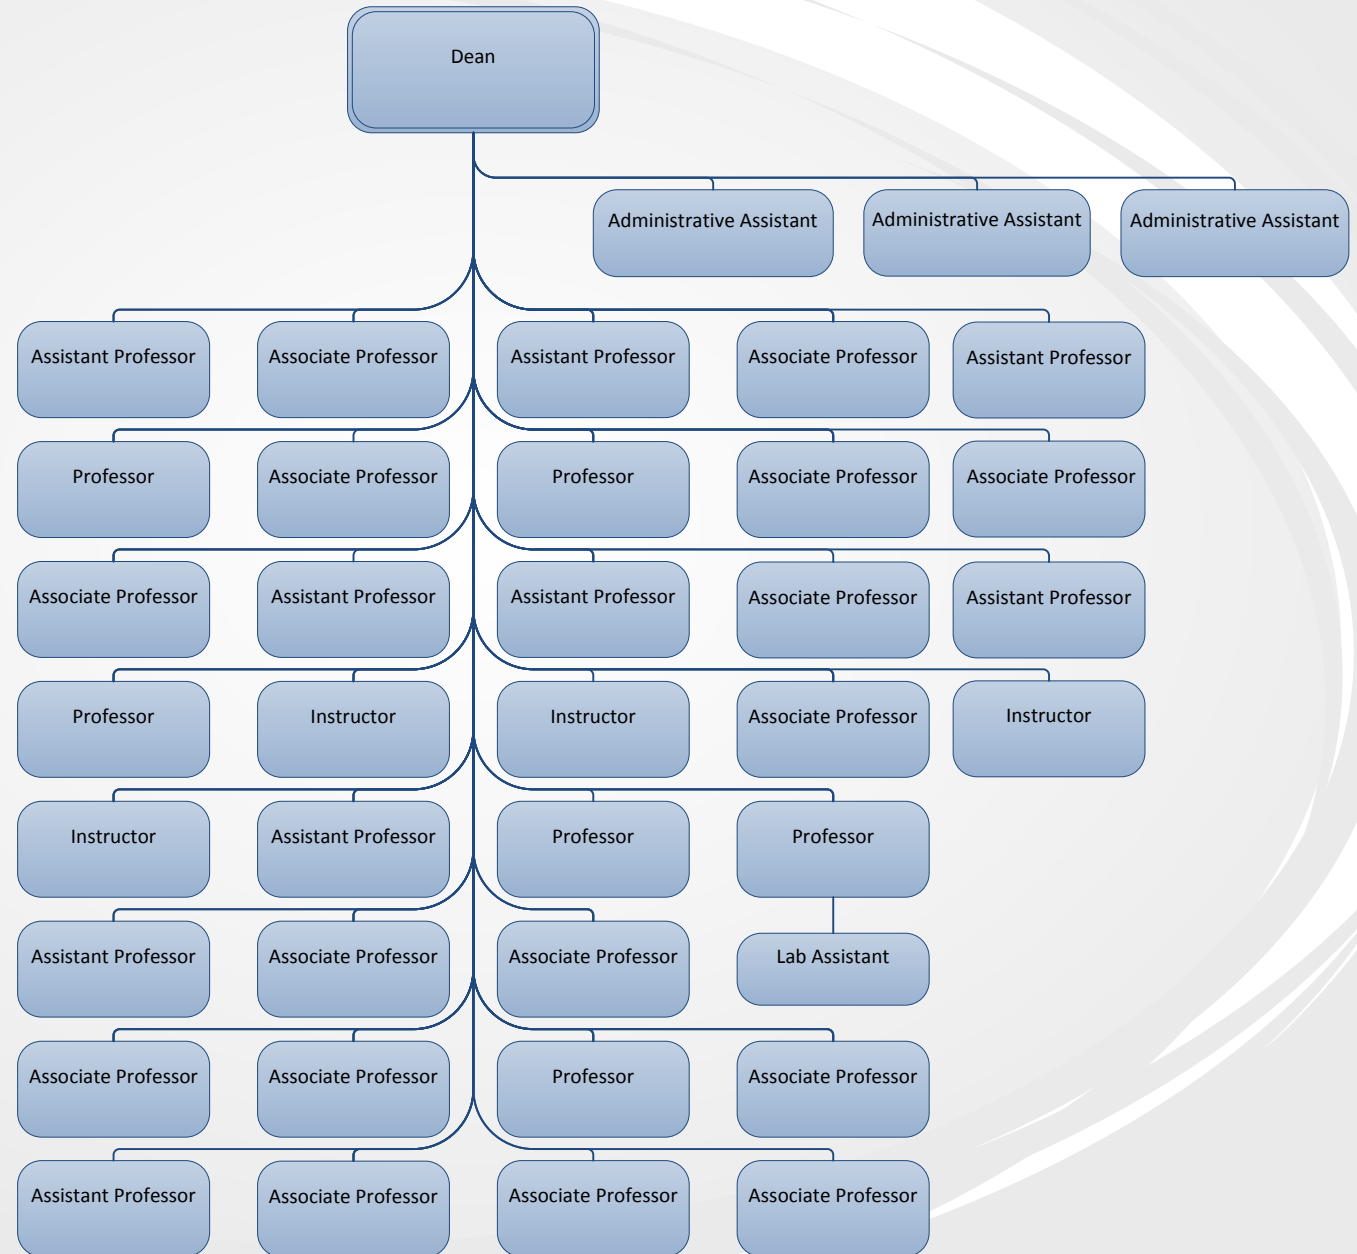 Dean
Administrative Assistant
Administrative Assistant
Administrative Assistant
Assistant Professor
Associate Professor
Assistant Professor
Associate Professor
Assistant Professor
Professor
Associate Professor
Professor
Associate Professor
Associate Professor
Associate Professor
Assistant Professor
Assistant Professor
Associate Professor
Assistant Professor
Professor
Instructor
Instructor
Associate Professor
Instructor
Instructor
Assistant Professor
Professor
Professor
Assistant Professor
Associate Professor
Associate Professor
Lab Assistant
Associate Professor
Associate Professor
Professor
Associate Professor
Assistant Professor
Associate Professor
Associate Professor
Associate Professor